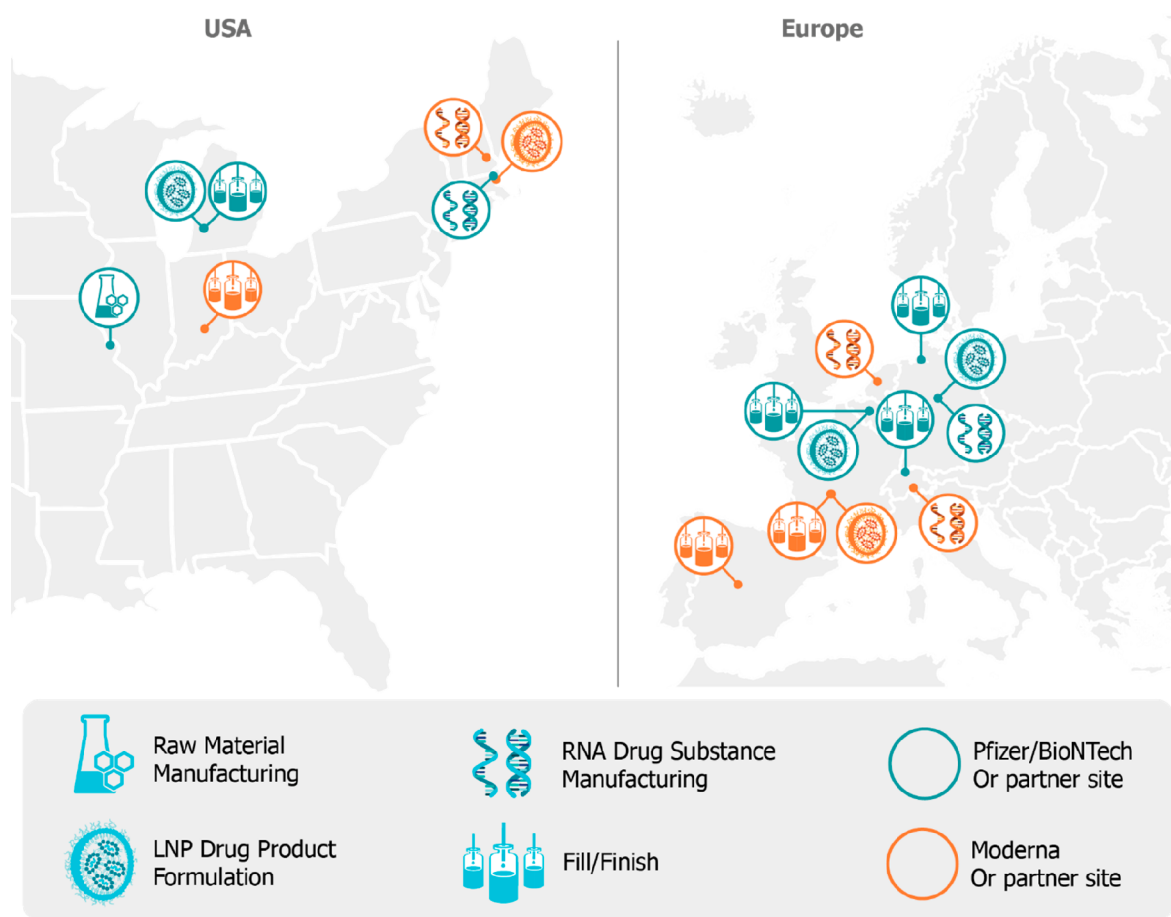 USA
Europe
Raw Material
Manufacturing
RNA Drug Substance
Manufacturing
Pfizer/BioNTech
Or partner site
LNP Drug Product
Formulation
Fill/Finish
Moderna
Or partner site